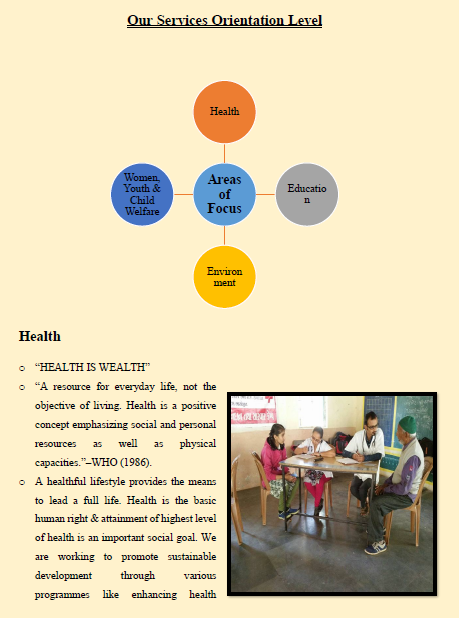 Our Services Orientation Level
Health
Women,
Youth &
Child
Welfare
Areas
of
Focus
Educatio
n
Environ
ment
Health
o “HEALTH IS WEALTH”
o “A resource for everyday life, not the
objective of living. Health is a positive
concept emphasizing social and personal
resources as well as physical
capacities.”–WHO (1986).
o A healthful lifestyle provides the means
to lead a full life. Health is the basic
human right & attainment of highest level
of health is an important social goal. We
are working to promote sustainable
development through various
programmes like enhancing health